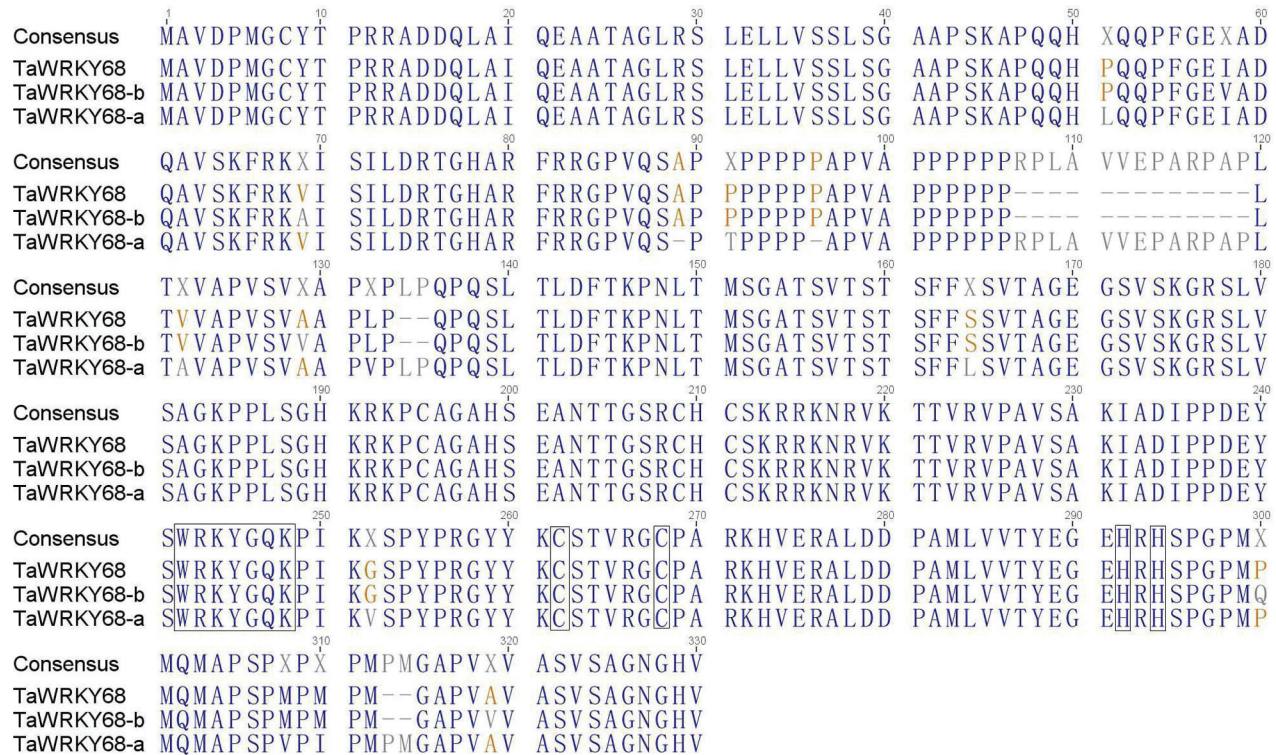 1 10 20 30 40 50 60
Consensus MAVDPMGCYT PRRADDQLAI QEAATAGLRS LELLVSSLSG AAPSKAPQQH XQQPFGEXAD
TaWRKY68 MAVDPMGCYT PRRADDQLAI QEAATAGLRS LELLVSSLSG AAPSKAPQQH PQQPFGEIAD
TaWRKY68-b MAVDPMGCYT PRRADDQLAI QEAATAGLRS LELLVSSLSG AAPSKAPQQH PQQPFGEVAD
TaWRKY68-a MAVDPMGCYT PRRADDQLAI QEAATAGLRS LELLVSSLSG AAPSKAPQQH LQQPFGEIAD
70 80 90 100 110 120
Consensus QAVSKFRKXI SILDRTGHAR FRRGPVQSAP XPPPPPAPVA PPPPPPRPLA VVEPARPAPL
TaWRKY68 QAVSKFRKVI SILDRTGHAR FRRGPVQSAP PPPPPPAPVA PPPPPP---- ---------L
TaWRKY68-b QAVSKFRKAI SILDRTGHAR FRRGPVQSAP PPPPPPAPVA PPPPPP---- ---------L
TaWRKY68-a QAVSKFRKVI SILDRTGHAR FRRGPVQS-P TPPPP-APVA PPPPPPRPLA VVEPARPAPL
130 140 150 160 170 180
Consensus TXVAPVSVXA PXPLPQPQSL TLDFTKPNLT MSGATSVTST SFFXSVTAGE GSVSKGRSLV
TaWRKY68 TVVAPVSVAA PLP--QPQSL TLDFTKPNLT MSGATSVTST SFFSSVTAGE GSVSKGRSLV
TaWRKY68-b TVVAPVSVVA PLP--QPQSL TLDFTKPNLT MSGATSVTST SFFSSVTAGE GSVSKGRSLV
TaWRKY68-a TAVAPVSVAA PVPLPQPQSL TLDFTKPNLT MSGATSVTST SFFLSVTAGE GSVSKGRSLV
190 200 210 220 230 240
Consensus SAGKPPLSGH KRKPCAGAHS EANTTGSRCH CSKRRKNRVK TTVRVPAVSA KIADIPPDEY
TaWRKY68 SAGKPPLSGH KRKPCAGAHS EANTTGSRCH CSKRRKNRVK TTVRVPAVSA KIADIPPDEY
TaWRKY68-b SAGKPPLSGH KRKPCAGAHS EANTTGSRCH CSKRRKNRVK TTVRVPAVSA KIADIPPDEY
TaWRKY68-a SAGKPPLSGH KRKPCAGAHS EANTTGSRCH CSKRRKNRVK TTVRVPAVSA KIADIPPDEY
250 260 270 280 290 300
Consensus SWRKYGQKPI KXSPYPRGYY KCSTVRGCPA RKHVERALDD PAMLVVTYEG EHRHSPGPMX
TaWRKY68 SWRKYGQKPI KGSPYPRGYY KCSTVRGCPA RKHVERALDD PAMLVVTYEG EHRHSPGPMP
TaWRKY68-b SWRKYGQKPI KGSPYPRGYY KCSTVRGCPA RKHVERALDD PAMLVVTYEG EHRHSPGPMQ
TaWRKY68-a SWRKYGQKPI KVSPYPRGYY KCSTVRGCPA RKHVERALDD PAMLVVTYEG EHRHSPGPMP
310 320 330
Consensus MQMAPSPXPX PMPMGAPVXV ASVSAGNGHV
TaWRKY68 MQMAPSPMPM PM--GAPVAV ASVSAGNGHV
TaWRKY68-b MQMAPSPMPM PM--GAPVVV ASVSAGNGHV
TaWRKY68-a MQMAPSPVPI PMPMGAPVAV ASVSAGNGHV